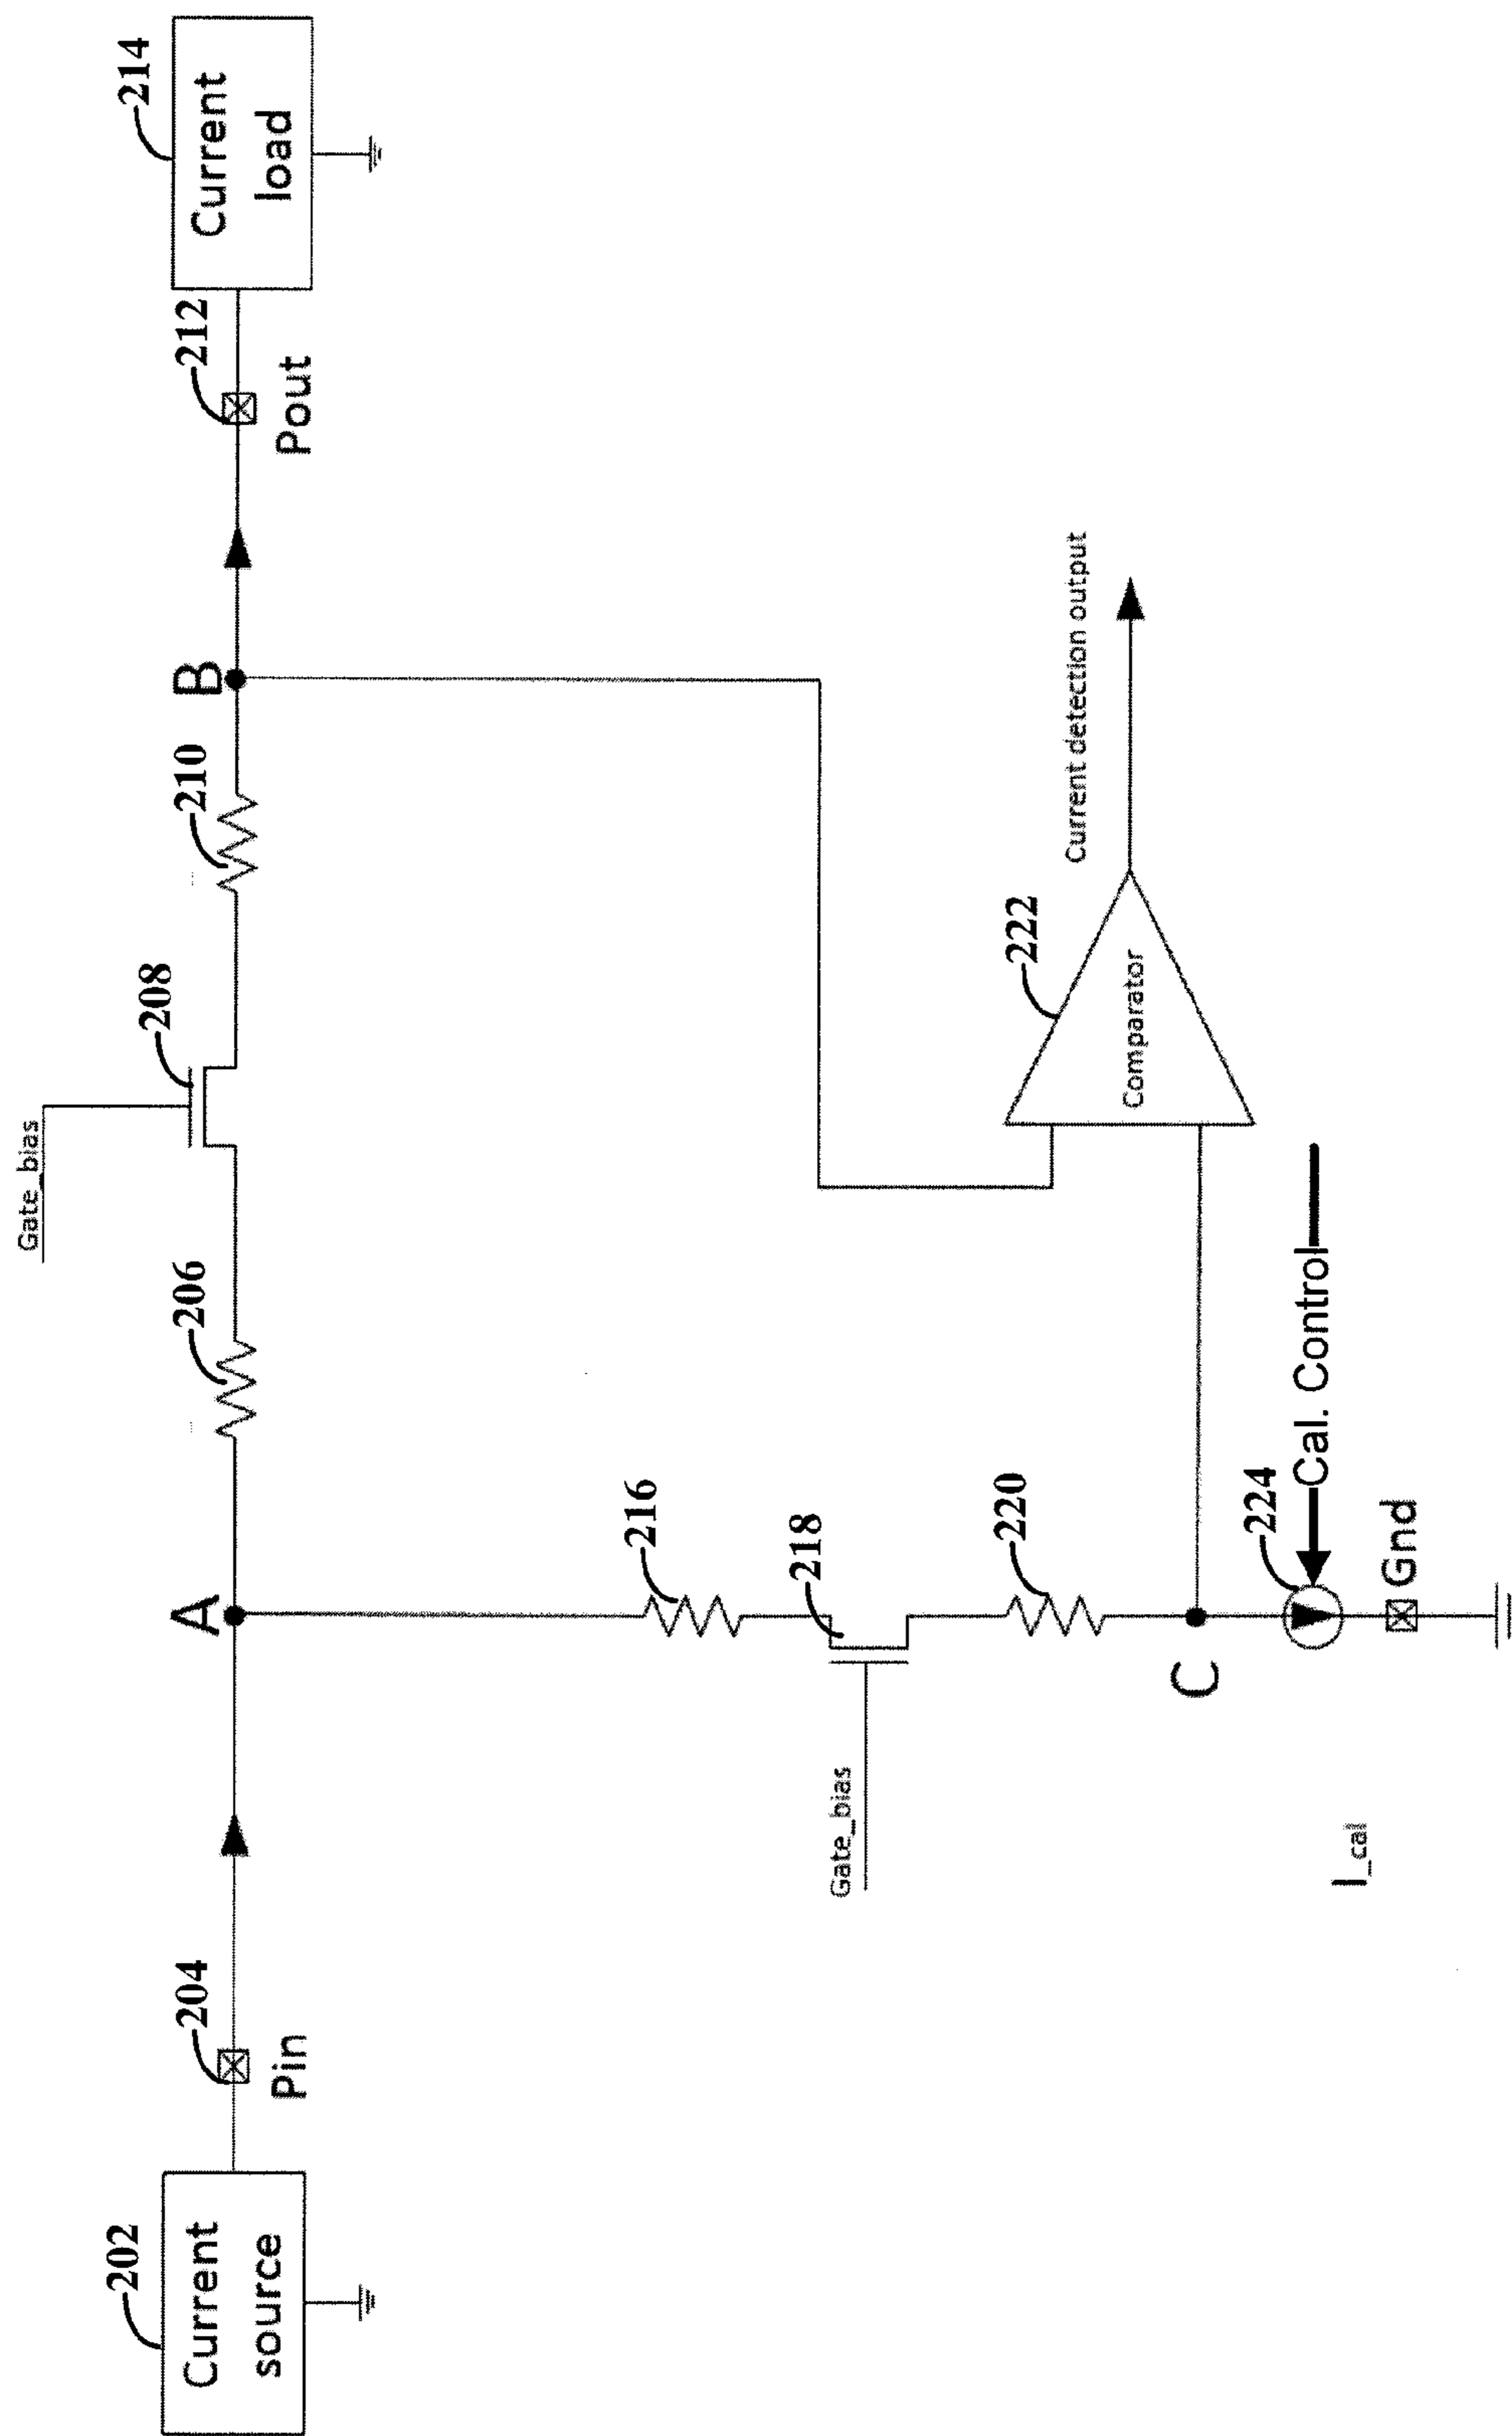 202
Current
source
204
Pin
A
206
Gate_bias
208
210
B
212
Pout
214
Current
load
216
Gate_bias
218
220
C
222
Comparator
Current detection output
224
Cal. Control
Gnd
I_cal